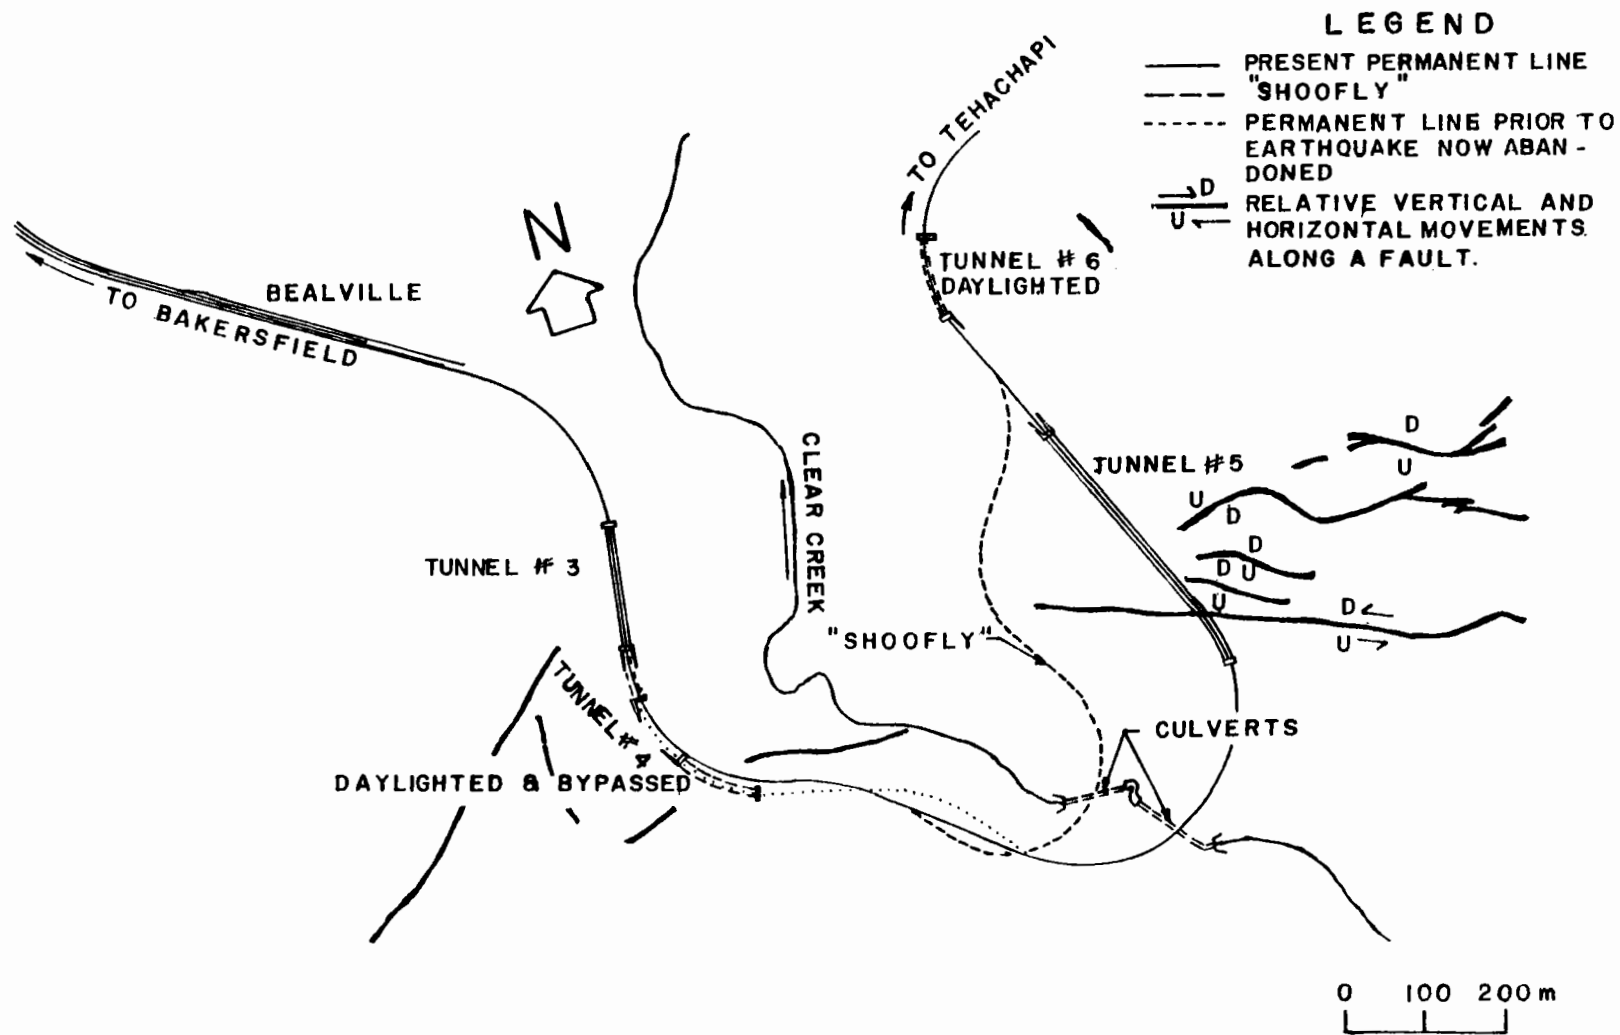 LEGEND
PRESENT PERMANENT LINE
"SHOOFLY"
PERMANENT LINE PRIOR TO
EARTHQUAKE NOW ABAN-
DONED
D
U
RELATIVE VERTICAL AND
HORIZONTAL MOVEMENTS
ALONG A FAULT.
TO TEHACHAPI
N
TUNNEL # 6
DAYLIGHTED
BEALVILLE
TO BAKERSFIELD
CLEAR CREEK
TUNNEL #5
D
U
U
D
D
U
D
U
D
U
TUNNEL # 3
"SHOOFLY"
TUNNEL # 4
DAYLIGHTED & BYPASSED
CULVERTS
0 100 200 m